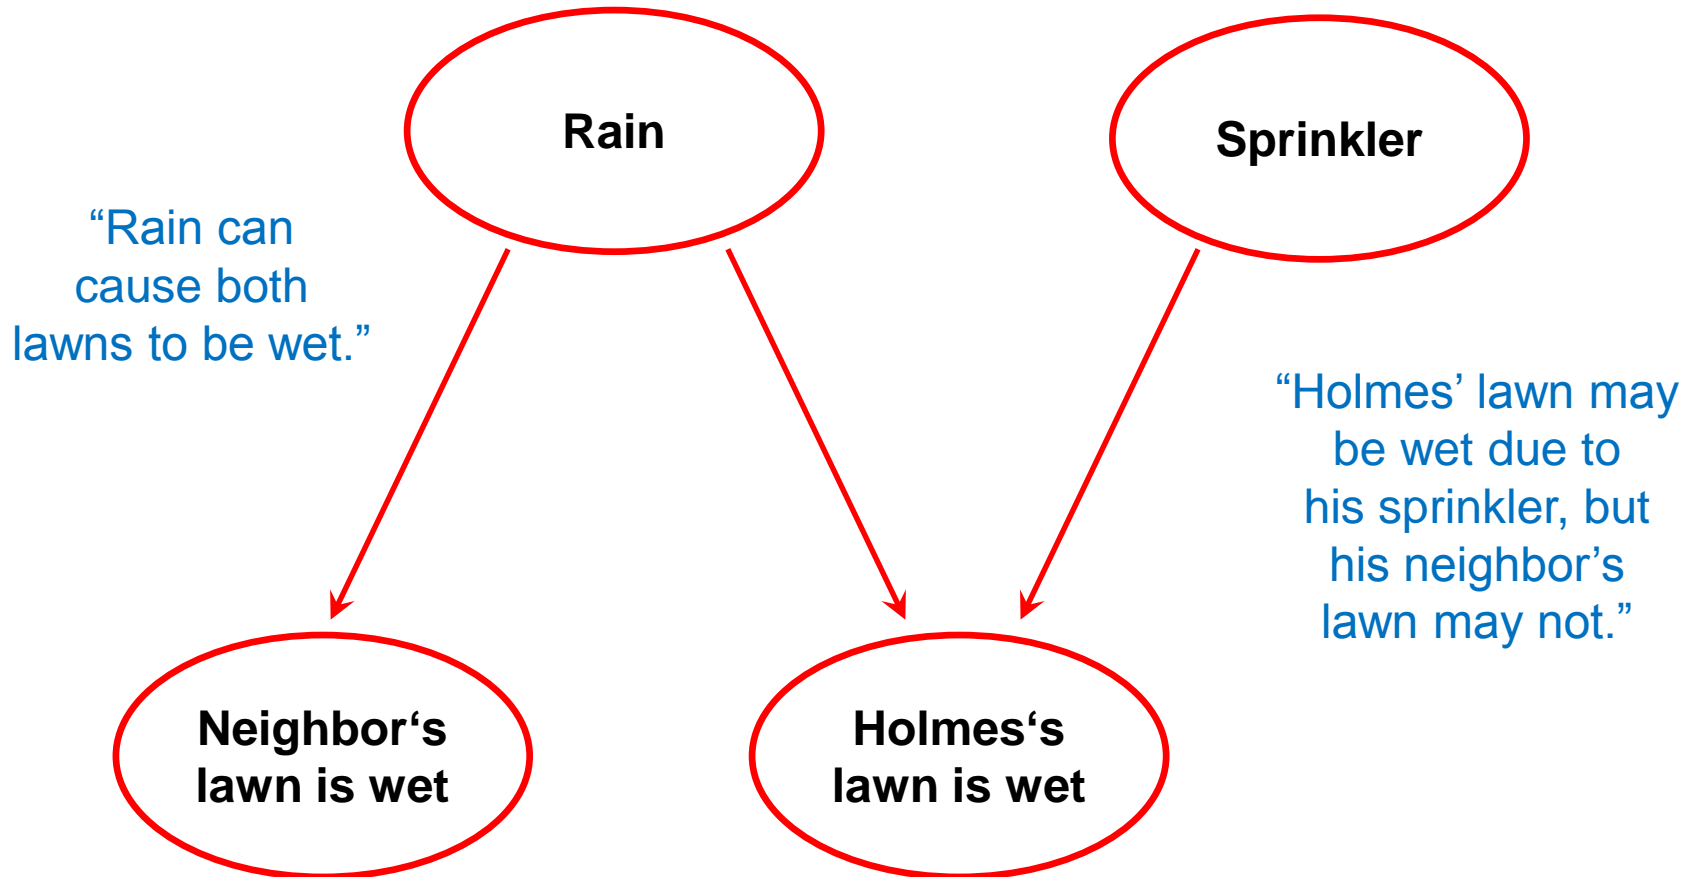 Rain
Sprinkler
“Rain can
cause both
lawns to be wet.”
“Holmes’ lawn may
be wet due to
his sprinkler, but
his neighbor’s
lawn may not.”
Neighbor‘s
lawn is wet
Holmes‘s
lawn is wet